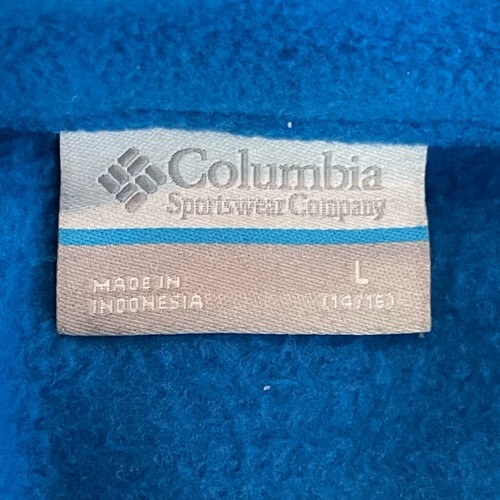 Columbia
Sportswear Company
MADE IN
INDONESIA
L
(14/16)